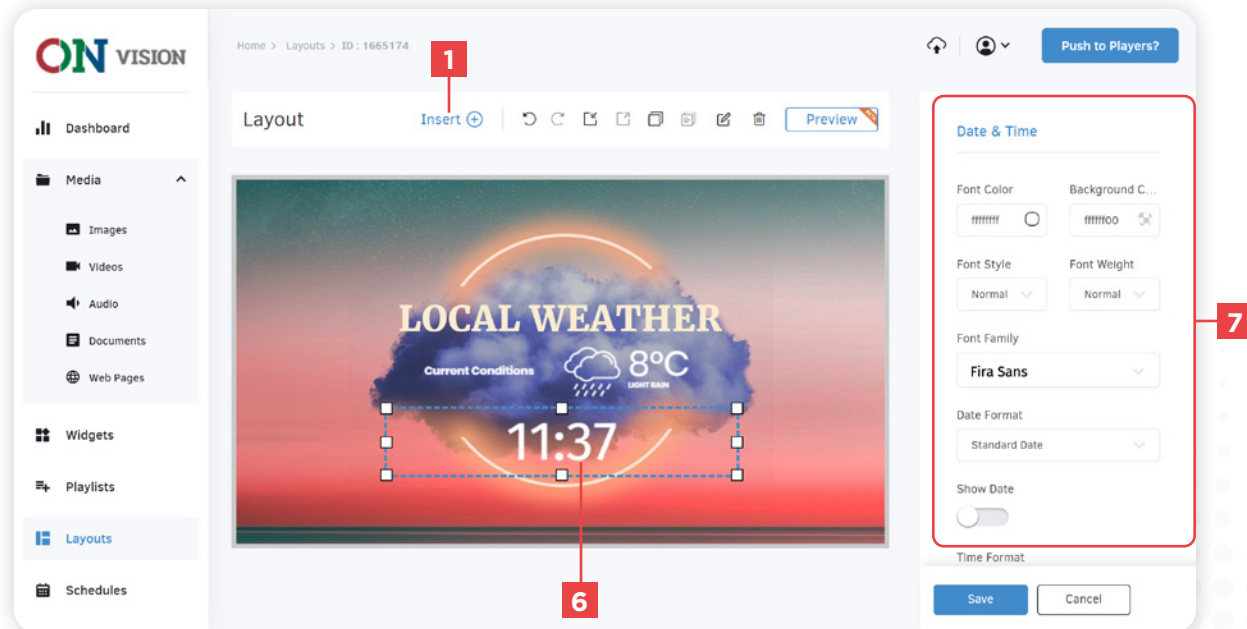 ON VISION
Home > Layouts > ID : 1665174
1
Push to Players?
Layout
Insert
Preview
Dashboard
Media
Images
Videos
Audio
Documents
Web Pages
Widgets
Playlists
Layouts
Schedules
LOCAL WEATHER
Current Conditions
8°C
LIGHT RAIN
11:37
6
Date & Time
Font Color
Background C...
ffffffff
ffffff00
Font Style
Font Weight
Normal
Normal
Font Family
Fira Sans
Date Format
Standard Date
Show Date
Time Format
Save
Cancel
7